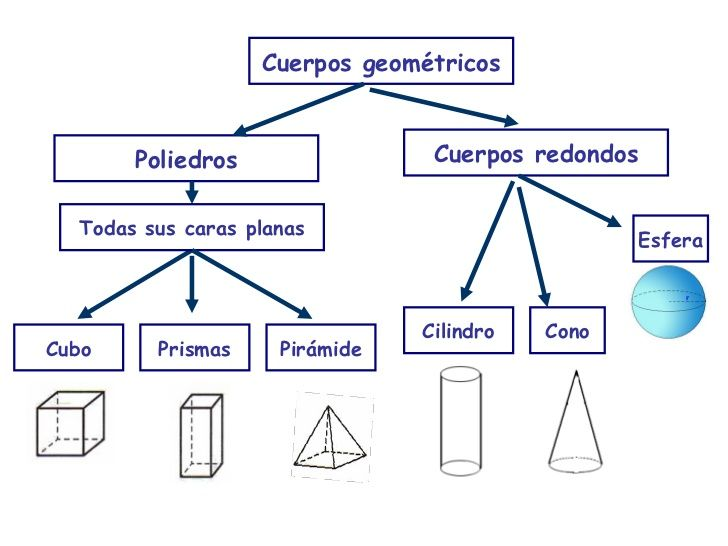 Cuerpos geométricos
Poliedros
Cuerpos redondos
Todas sus caras planas
Esfera
r
Cubo
Prismas
Pirámide
Cilindro
Cono